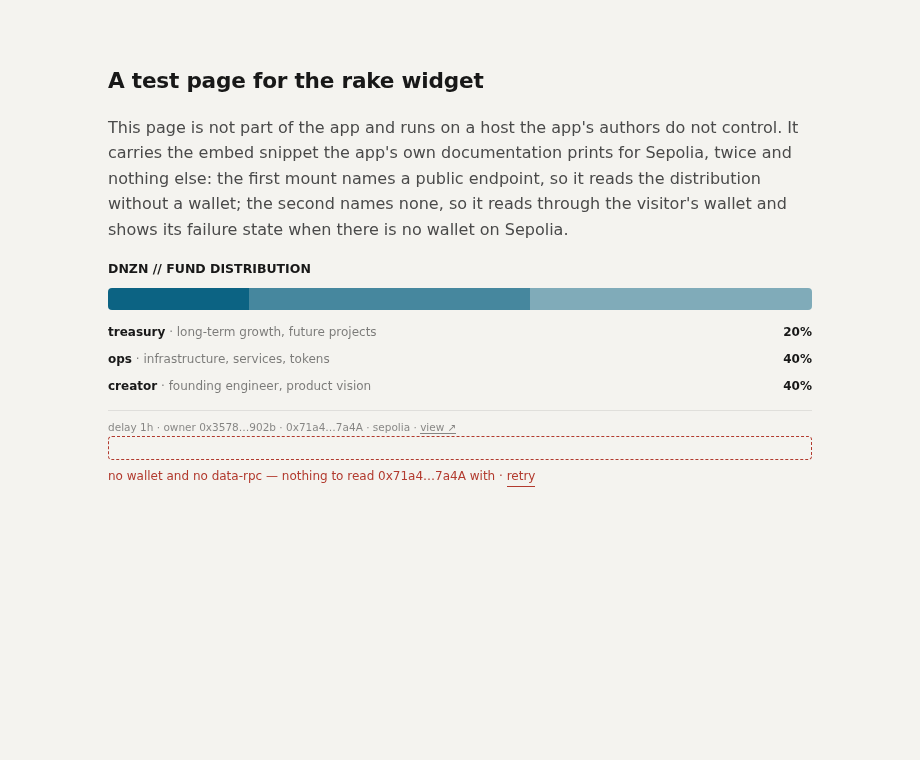 A test page for the rake widget
This page is not part of the app and runs on a host the app's authors do not control. It
carries the embed snippet the app's own documentation prints for Sepolia, twice and
nothing else: the first mount names a public endpoint, so it reads the distribution
without a wallet; the second names none, so it reads through the visitor's wallet and
shows its failure state when there is no wallet on Sepolia.
DNZN // FUND DISTRIBUTION
treasury · long-term growth, future projects 20%
ops · infrastructure, services, tokens 40%
creator · founding engineer, product vision 40%
delay 1h · owner 0x3578…902b · 0x71a4…7a4A · sepolia · view ↗
no wallet and no data-rpc — nothing to read 0x71a4…7a4A with · retry